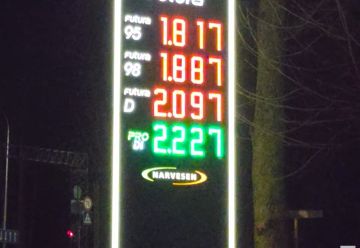 Futura
95 1.817
Futura
98 1.887
Futura
D 2.097
PRO
DI 2.227
NARVESEN